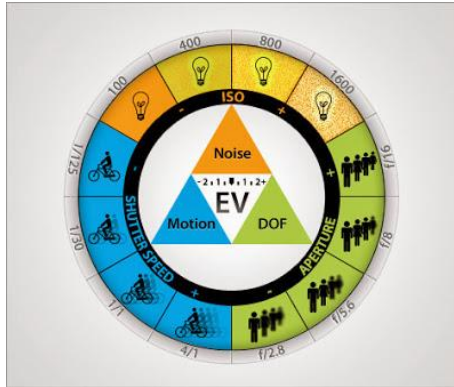 100
400
800
1600
- ISO +
Noise
-2.1.
.1.2+
EV
Motion
DOF
1/125
1/30
1/1
4/1
- SHUTTER SPEED +
f/16
f/8
f/5.6
f/2.8
+ APERTURE -